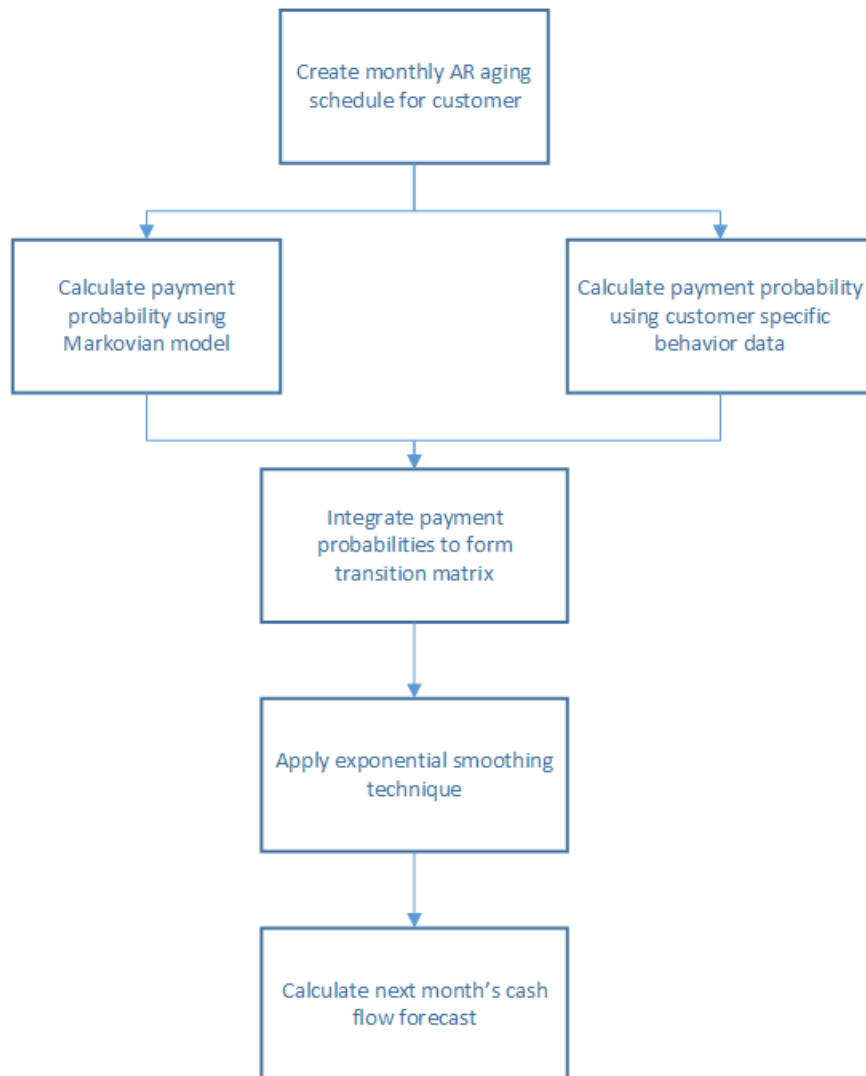 Create monthly AR aging
schedule for customer
Calculate payment
probability using
Markovian model
Calculate payment probability
using customer specific
behavior data
Integrate payment
probabilities to form
transition matrix
Apply exponential smoothing
technique
Calculate next month’s cash
flow forecast